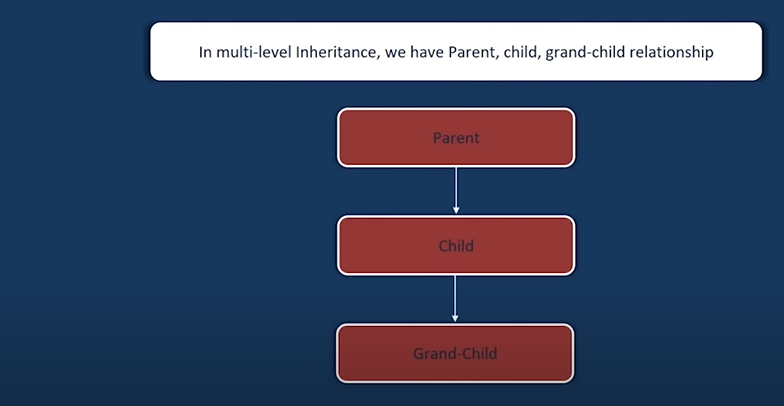 In multi-level Inheritance, we have Parent, child, grand-child relationship
Parent
Child
Grand-Child